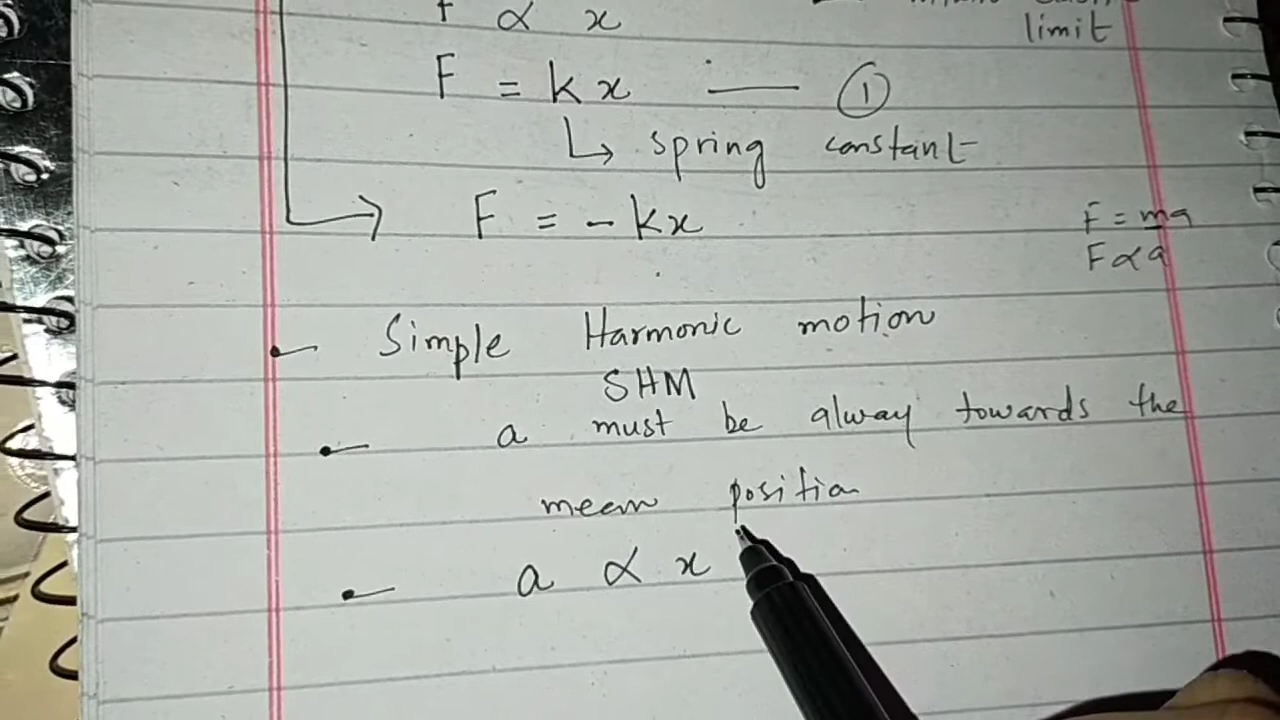 F ∝ x
limit
F = kx — ①
↳ spring constant
F = -kx
F = ma
F ∝ a
Simple Harmonic motion
SHM
a must be alway towards the
mean position
a ∝ x